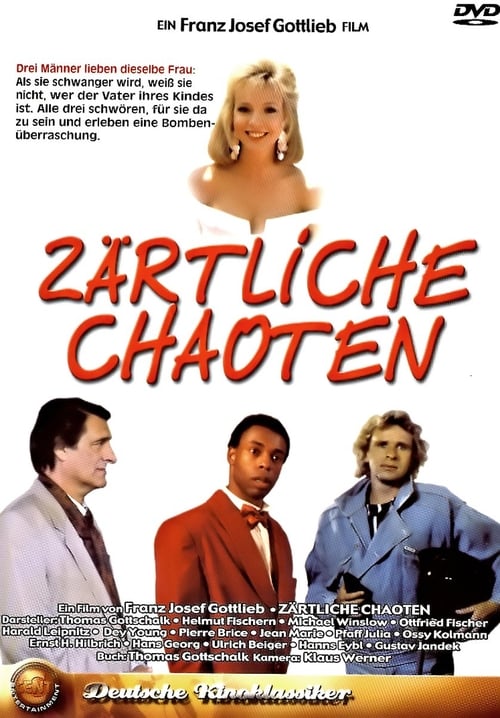 EIN Franz Josef Gottlieb FILM
DVD
Drei Männer lieben dieselbe Frau:
Als sie schwanger wird, weiß sie
nicht, wer der Vater ihres Kindes
ist. Alle drei schwören, für sie da
zu sein und erleben eine Bomben-
überraschung.
ZÄRTLICHE
CHAOTEN
Ein Film von Franz Josef Gottlieb • ZÄRTLICHE CHAOTEN
Darsteller: Thomas Gottschalk • Helmut Fischern • Michael Winslow • Ottfried Fischer
Harald Leipnitz • Dey Young • Pierre Brice • Jean Marie • Pfaff Julia • Ossy Kolmann
Ernst H. Hilbrich • Hans Georg • Ulrich Beiger • Hanns Eybl • Gustav Jandek
Buch: Thomas Gottschalk Kamera: Klaus Werner
ENTERTAINMENT
Deutsche Kinoklassiker